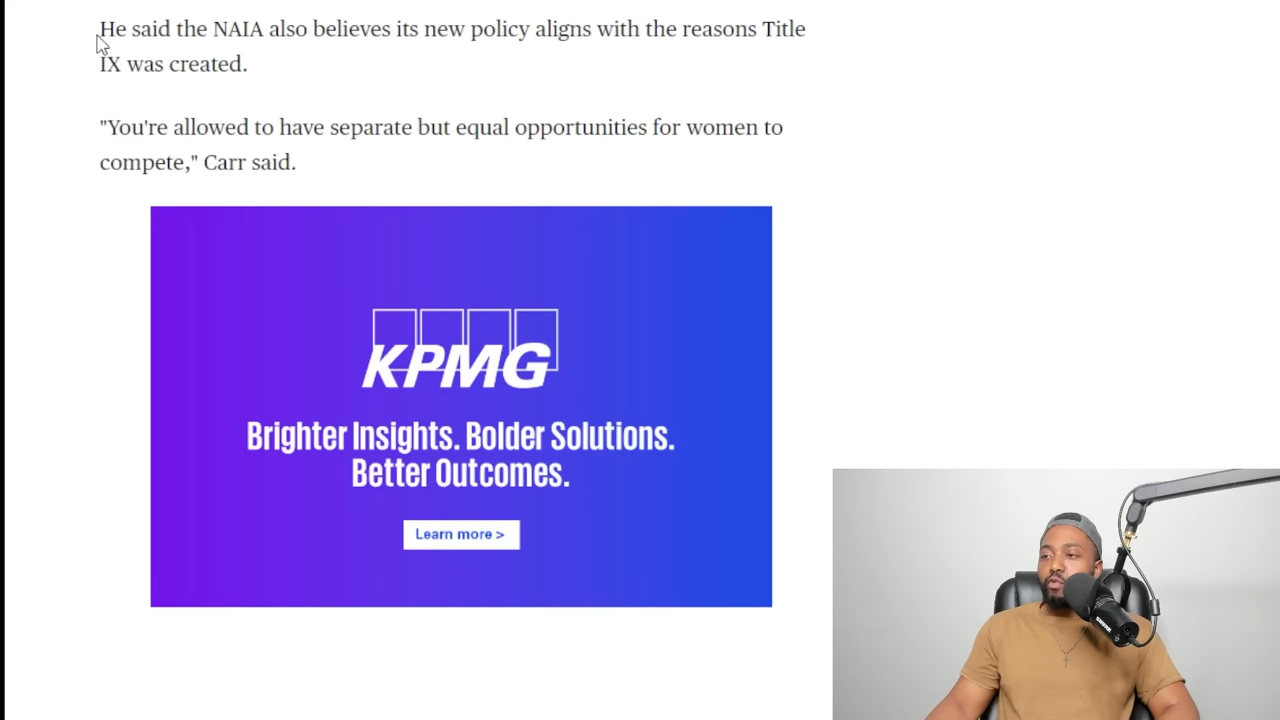 He said the NAIA also believes its new policy aligns with the reasons Title
IX was created.
"You're allowed to have separate but equal opportunities for women to
compete," Carr said.
KPMG
Brighter Insights. Bolder Solutions.
Better Outcomes.
Learn more >
SHURE